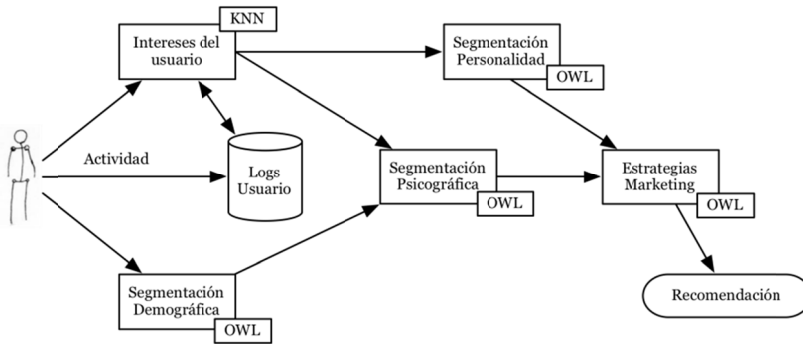 KNN
Intereses del
usuario
Segmentación
Personalidad
OWL
Actividad
Logs
Usuario
Segmentación
Psicográfica
OWL
Estrategias
Marketing
OWL
Segmentación
Demográfica
OWL
Recomendación